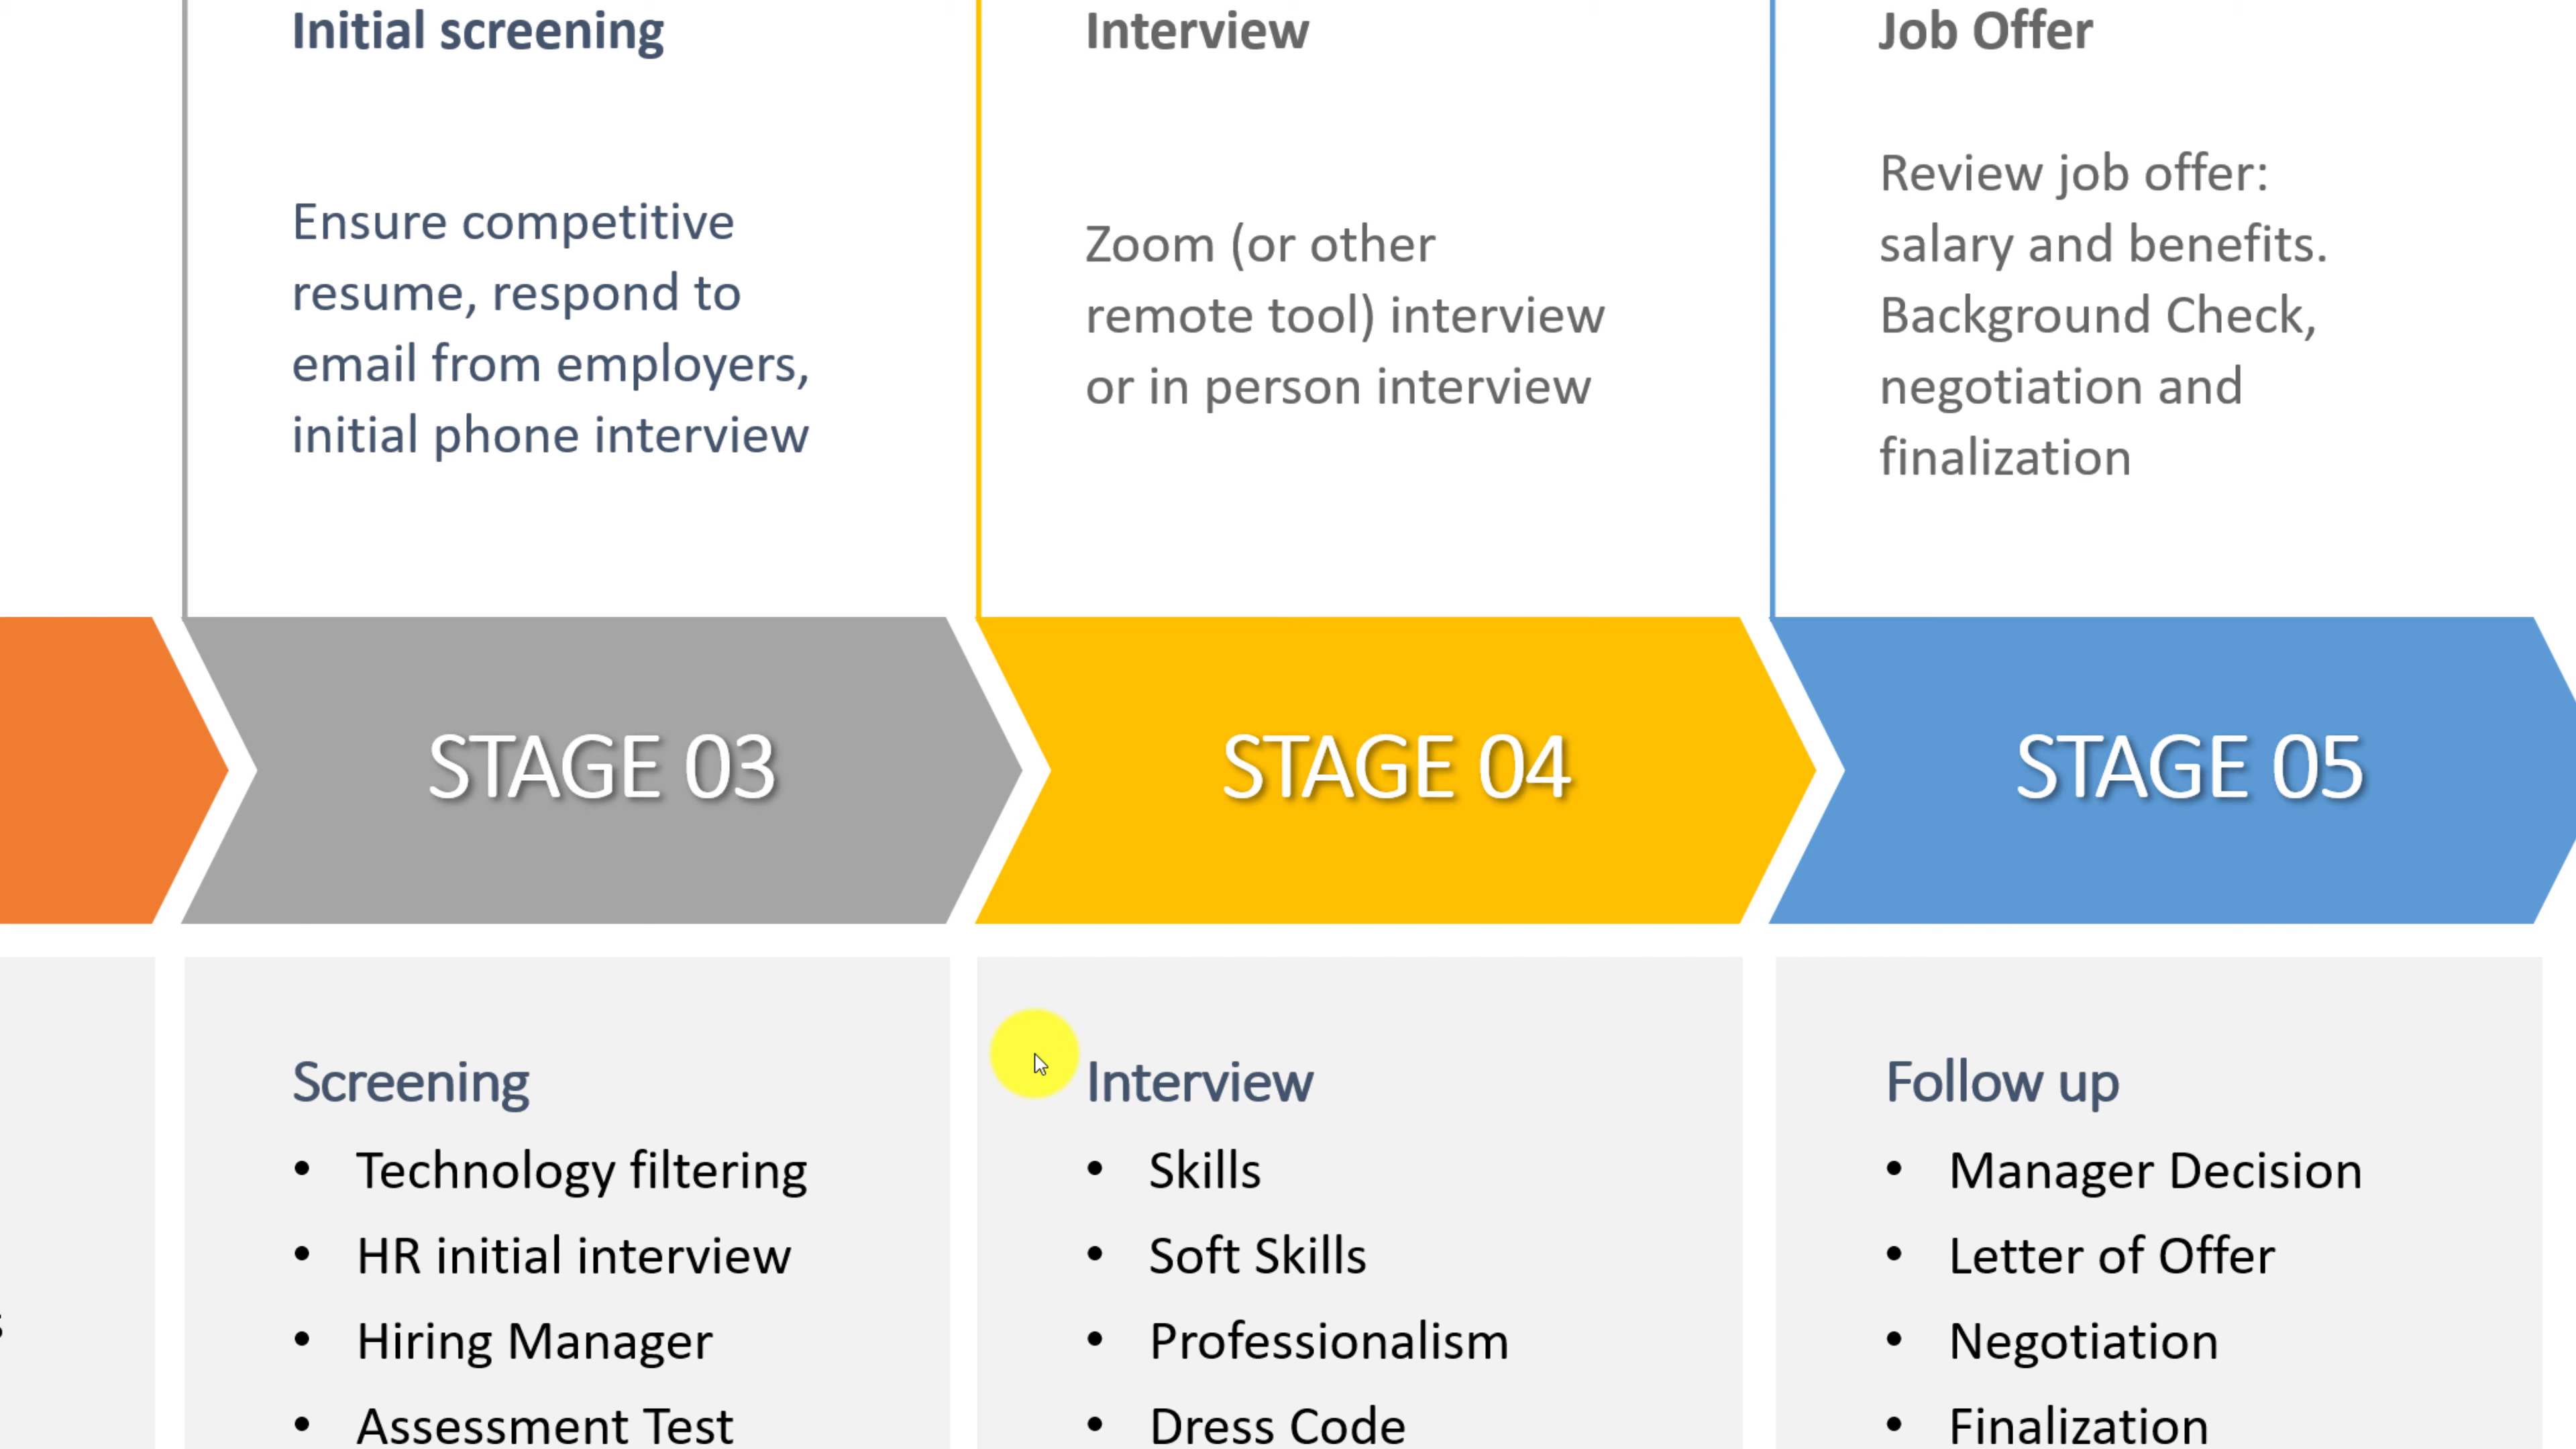 Initial screening
Ensure competitive
resume, respond to
email from employers,
initial phone interview
Interview
Zoom (or other
remote tool) interview
or in person interview
Job Offer
Review job offer:
salary and benefits.
Background Check,
negotiation and
finalization
STAGE 03
STAGE 04
STAGE 05
Screening
• Technology filtering
• HR initial interview
• Hiring Manager
• Assessment Test
Interview
• Skills
• Soft Skills
• Professionalism
• Dress Code
Follow up
• Manager Decision
• Letter of Offer
• Negotiation
• Finalization